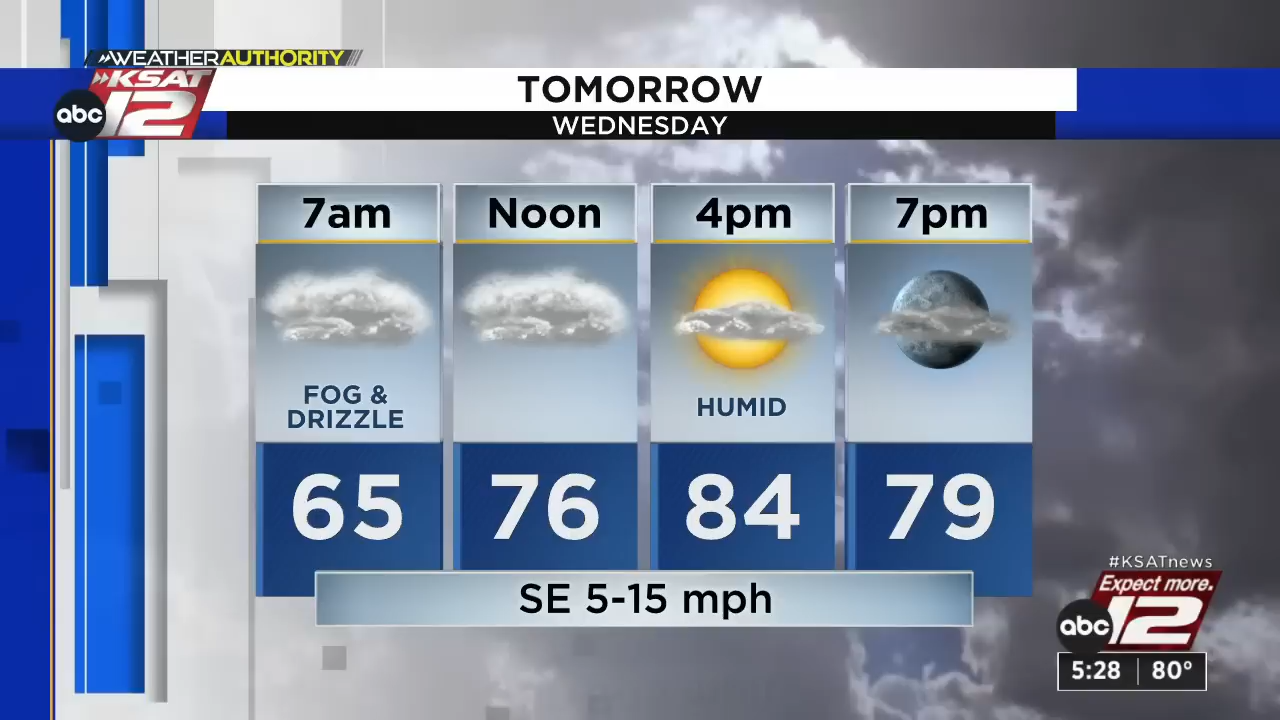 WEATHERAUTHORITY
KSAT
abc 12
TOMORROW
WEDNESDAY
7am
Noon
4pm
7pm
FOG &
DRIZZLE
HUMID
65
76
84
79
SE 5-15 mph
#KSATnews
Expect more.
abc 12
5:28 80°